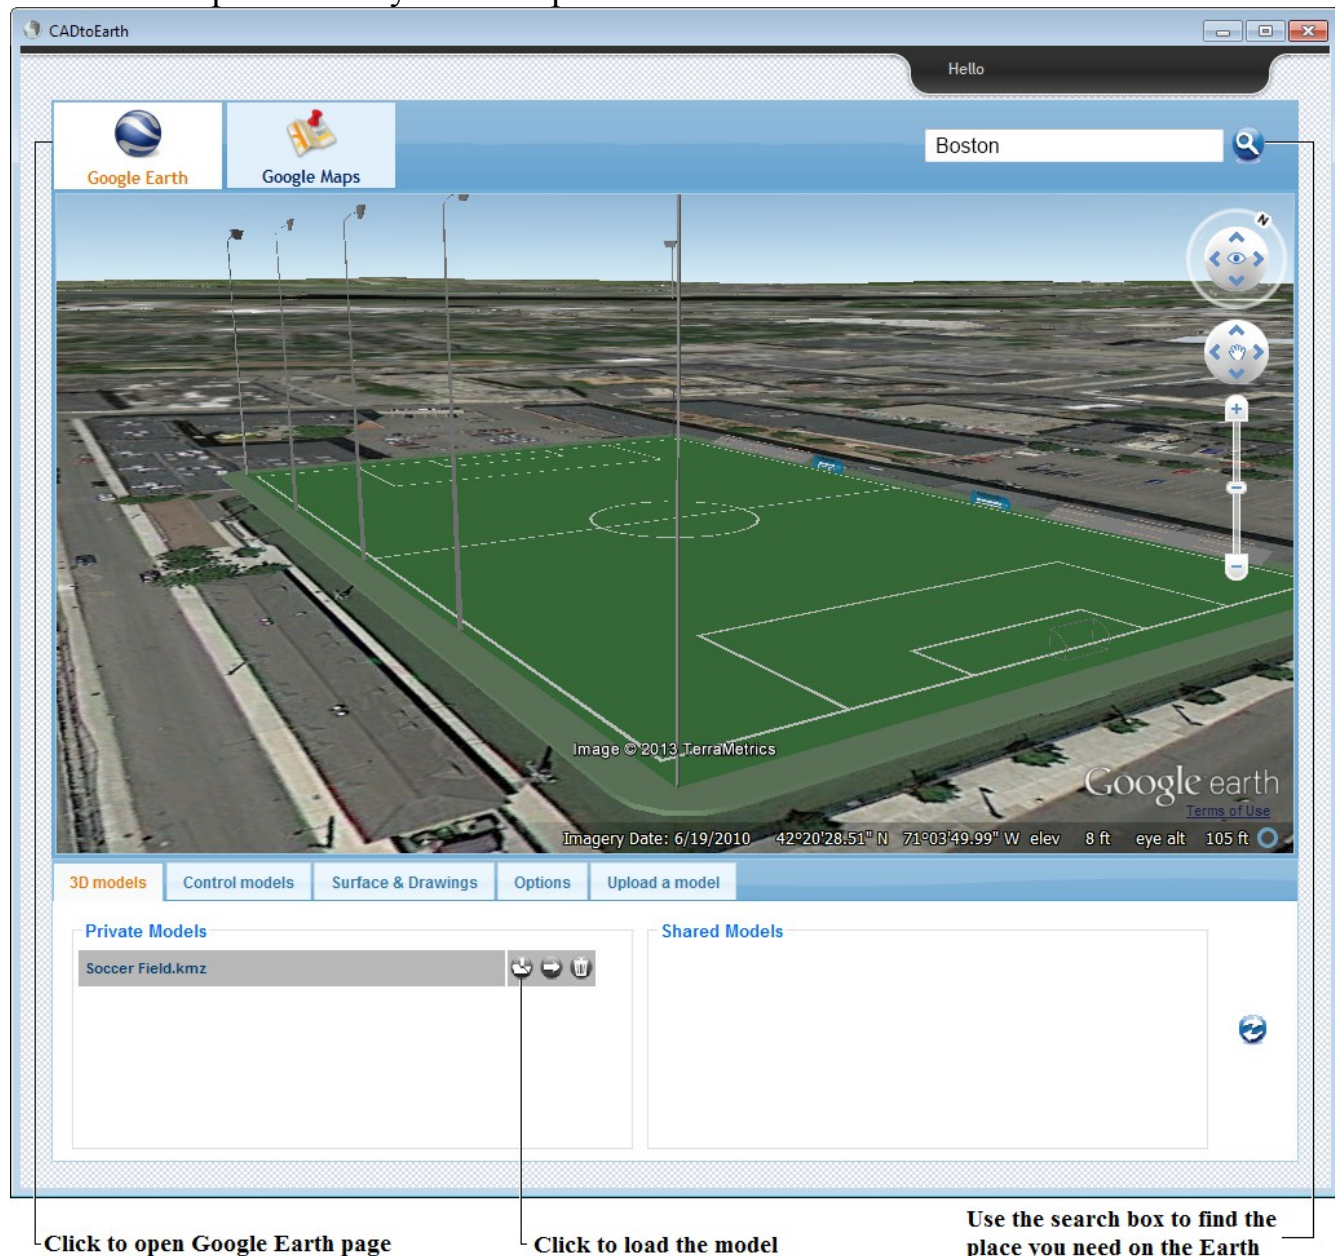 CADtoEarth
Hello
Google Earth
Google Maps
Boston
N
Image © 2013 TerraMetrics
Google earth
Terms of Use
Imagery Date: 6/19/2010 42°20'28.51" N 71°03'49.99" W elev 8 ft eye alt 105 ft
3D models Control models Surface & Drawings Options Upload a model
Private Models
Shared Models
Soccer Field.kmz
Click to open Google Earth page
Click to load the model
Use the search box to find the
place you need on the Earth